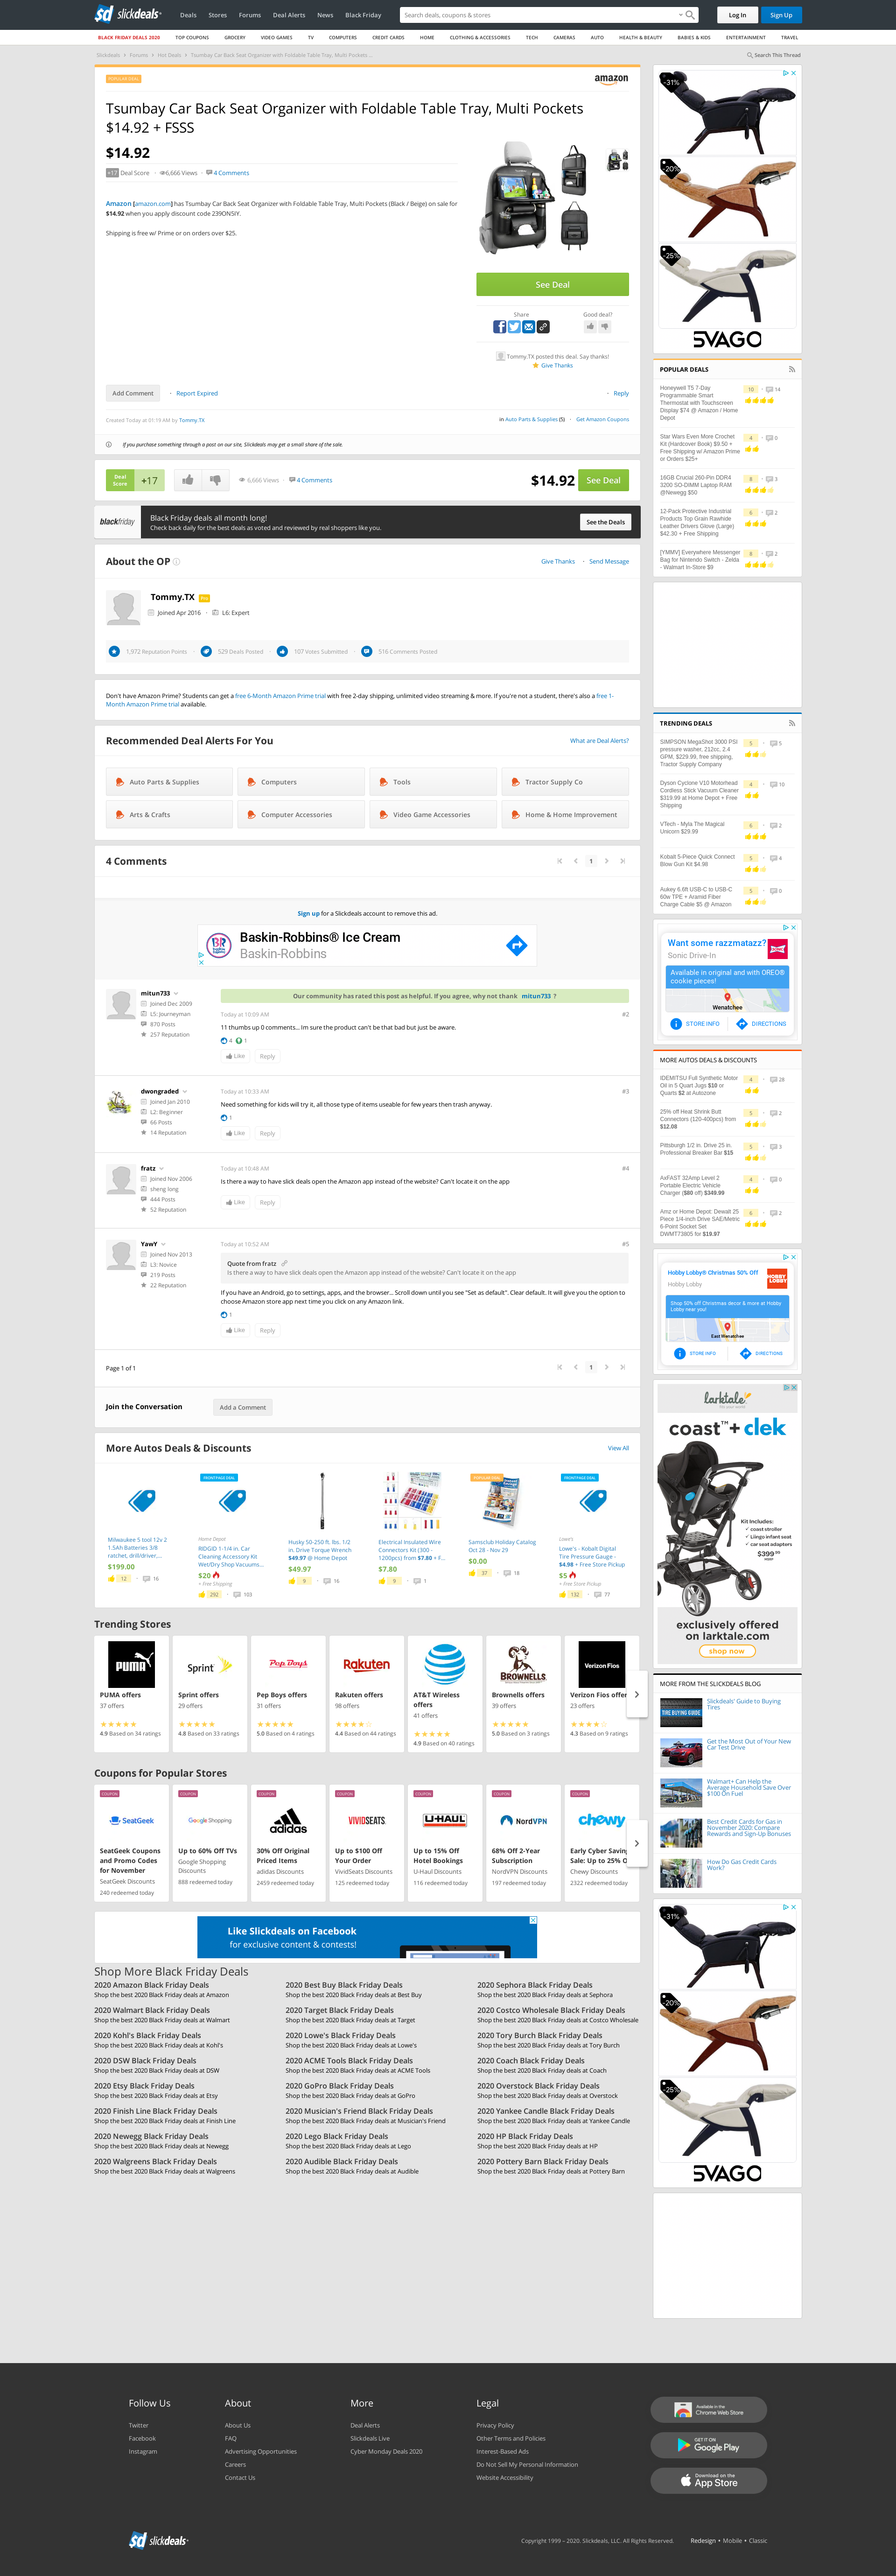 slickdeals
Deals Stores Forums Deal Alerts News Black Friday
Search deals, coupons & stores
Log In Sign Up
BLACK FRIDAY DEALS 2020 TOP COUPONS GROCERY VIDEO GAMES TV COMPUTERS CREDIT CARDS HOME CLOTHING & ACCESSORIES TECH CAMERAS AUTO HEALTH & BEAUTY BABIES & KIDS ENTERTAINMENT TRAVEL
Slickdeals Forums Hot Deals Tsumbay Car Back Seat Organizer with Foldable Table Tray, Multi Pockets ...
Search This Thread
POPULAR DEAL
amazon
Tsumbay Car Back Seat Organizer with Foldable Table Tray, Multi Pockets
$14.92 + FSSS
$14.92
+17 Deal Score 6,666 Views 4 Comments
Amazon [amazon.com] has Tsumbay Car Back Seat Organizer with Foldable Table Tray, Multi Pockets (Black / Beige) on sale for
$14.92 when you apply discount code 239ONSIY.
Shipping is free w/ Prime or on orders over $25.
See Deal
Share Good deal?
Tommy.TX posted this deal. Say thanks!
Give Thanks
Add Comment Report Expired Reply
Created Today at 01:19 AM by Tommy.TX
in Auto Parts & Supplies (5) Get Amazon Coupons
If you purchase something through a post on our site, Slickdeals may get a small share of the sale.
Deal Score +17
6,666 Views 4 Comments
$14.92 See Deal
blackfriday
Black Friday deals all month long!
Check back daily for the best deals as voted and reviewed by real shoppers like you.
See the Deals
About the OP
Give Thanks Send Message
Tommy.TX Pro
Joined Apr 2016 L6: Expert
1,972 Reputation Points 529 Deals Posted 107 Votes Submitted 516 Comments Posted
Don't have Amazon Prime? Students can get a free 6-Month Amazon Prime trial with free 2-day shipping, unlimited video streaming & more. If you're not a student, there's also a free 1-
Month Amazon Prime trial available.
Recommended Deal Alerts For You
What are Deal Alerts?
Auto Parts & Supplies Computers Tools Tractor Supply Co
Arts & Crafts Computer Accessories Video Game Accessories Home & Home Improvement
4 Comments
1
Sign up for a Slickdeals account to remove this ad.
Baskin-Robbins® Ice Cream
Baskin-Robbins
mitun733
Joined Dec 2009
L5: Journeyman
870 Posts
257 Reputation
Our community has rated this post as helpful. If you agree, why not thank mitun733 ?
Today at 10:09 AM #2
11 thumbs up 0 comments... Im sure the product can't be that bad but just be aware.
4 1
Like Reply
dwongraded
Joined Jan 2010
L2: Beginner
66 Posts
14 Reputation
Today at 10:33 AM #3
Need something for kids will try it, all those type of items useable for few years then trash anyway.
1
Like Reply
fratz
Joined Nov 2006
sheng long
444 Posts
52 Reputation
Today at 10:48 AM #4
Is there a way to have slick deals open the Amazon app instead of the website? Can't locate it on the app
Like Reply
YawY
Joined Nov 2013
L3: Novice
219 Posts
22 Reputation
Today at 10:52 AM #5
Quote from fratz
Is there a way to have slick deals open the Amazon app instead of the website? Can't locate it on the app
If you have an Android, go to settings, apps, and the browser... Scroll down until you see "Set as default". Clear default. It will give you the option to
choose Amazon store app next time you click on any Amazon link.
1
Like Reply
Page 1 of 1
1
Join the Conversation Add a Comment
More Autos Deals & Discounts
View All
Milwaukee 5 tool 12v 2
1.5Ah Batteries 3/8
ratchet, drill/driver,...
$199.00
12 16
FRONTPAGE DEAL
Home Depot
RIDGID 1-1/4 in. Car
Cleaning Accessory Kit
Wet/Dry Shop Vacuums...
$20
+ Free Shipping
292 103
Husky 50-250 ft. lbs. 1/2
in. Drive Torque Wrench
$49.97 @ Home Depot
$49.97
9 16
Electrical Insulated Wire
Connectors Kit (300 -
1200pcs) from $7.80 + F...
$7.80
9 1
POPULAR DEAL
Samsclub Holiday Catalog
Oct 28 - Nov 29
$0.00
37 18
FRONTPAGE DEAL
Lowe's
Lowe's - Kobalt Digital
Tire Pressure Gauge -
$4.98 + Free Store Pickup
$5
+ Free Store Pickup
132 77
Trending Stores
PUMA
PUMA offers
37 offers
4.9 Based on 34 ratings
Sprint
Sprint offers
29 offers
4.8 Based on 33 ratings
Pep Boys
Pep Boys offers
31 offers
5.0 Based on 4 ratings
Rakuten
Rakuten offers
98 offers
4.4 Based on 44 ratings
AT&T
AT&T Wireless
offers
41 offers
4.9 Based on 40 ratings
BROWNELLS
Brownells offers
39 offers
5.0 Based on 3 ratings
Verizon Fios
Verizon Fios offer
23 offers
4.3 Based on 9 ratings
Coupons for Popular Stores
COUPON
SeatGeek
SeatGeek Coupons
and Promo Codes
for November
SeatGeek Discounts
240 redeemed today
COUPON
Google Shopping
Up to 60% Off TVs
Google Shopping
Discounts
888 redeemed today
COUPON
adidas
30% Off Original
Priced Items
adidas Discounts
2459 redeemed today
COUPON
VIVIDSEATS
Up to $100 Off
Your Order
VividSeats Discounts
125 redeemed today
COUPON
U-HAUL
Up to 15% Off
Hotel Bookings
U-Haul Discounts
116 redeemed today
COUPON
NordVPN
68% Off 2-Year
Subscription
NordVPN Discounts
197 redeemed today
COUPON
chewy
Early Cyber Saving
Sale: Up to 25% O
Chewy Discounts
2322 redeemed today
Like Slickdeals on Facebook
for exclusive content & contests!
Shop More Black Friday Deals
2020 Amazon Black Friday Deals
Shop the best 2020 Black Friday deals at Amazon
2020 Best Buy Black Friday Deals
Shop the best 2020 Black Friday deals at Best Buy
2020 Sephora Black Friday Deals
Shop the best 2020 Black Friday deals at Sephora
2020 Walmart Black Friday Deals
Shop the best 2020 Black Friday deals at Walmart
2020 Target Black Friday Deals
Shop the best 2020 Black Friday deals at Target
2020 Costco Wholesale Black Friday Deals
Shop the best 2020 Black Friday deals at Costco Wholesale
2020 Kohl's Black Friday Deals
Shop the best 2020 Black Friday deals at Kohl's
2020 Lowe's Black Friday Deals
Shop the best 2020 Black Friday deals at Lowe's
2020 Tory Burch Black Friday Deals
Shop the best 2020 Black Friday deals at Tory Burch
2020 DSW Black Friday Deals
Shop the best 2020 Black Friday deals at DSW
2020 ACME Tools Black Friday Deals
Shop the best 2020 Black Friday deals at ACME Tools
2020 Coach Black Friday Deals
Shop the best 2020 Black Friday deals at Coach
2020 Etsy Black Friday Deals
Shop the best 2020 Black Friday deals at Etsy
2020 GoPro Black Friday Deals
Shop the best 2020 Black Friday deals at GoPro
2020 Overstock Black Friday Deals
Shop the best 2020 Black Friday deals at Overstock
2020 Finish Line Black Friday Deals
Shop the best 2020 Black Friday deals at Finish Line
2020 Musician's Friend Black Friday Deals
Shop the best 2020 Black Friday deals at Musician's Friend
2020 Yankee Candle Black Friday Deals
Shop the best 2020 Black Friday deals at Yankee Candle
2020 Newegg Black Friday Deals
Shop the best 2020 Black Friday deals at Newegg
2020 Lego Black Friday Deals
Shop the best 2020 Black Friday deals at Lego
2020 HP Black Friday Deals
Shop the best 2020 Black Friday deals at HP
2020 Walgreens Black Friday Deals
Shop the best 2020 Black Friday deals at Walgreens
2020 Audible Black Friday Deals
Shop the best 2020 Black Friday deals at Audible
2020 Pottery Barn Black Friday Deals
Shop the best 2020 Black Friday deals at Pottery Barn
-31%
-20%
-25%
SVAGO
POPULAR DEALS
Honeywell T5 7-Day
Programmable Smart
Thermostat with Touchscreen
Display $74 @ Amazon / Home
Depot
10 14
Star Wars Even More Crochet
Kit (Hardcover Book) $9.50 +
Free Shipping w/ Amazon Prime
or Orders $25+
4 0
16GB Crucial 260-Pin DDR4
3200 SO-DIMM Laptop RAM
@Newegg $50
8 3
12-Pack Protective Industrial
Products Top Grain Rawhide
Leather Drivers Glove (Large)
$42.30 + Free Shipping
6 2
[YMMV] Everywhere Messenger
Bag for Nintendo Switch - Zelda
- Walmart In-Store $9
8 2
TRENDING DEALS
SIMPSON MegaShot 3000 PSI
pressure washer, 212cc, 2.4
GPM, $229.99, free shipping,
Tractor Supply Company
5 5
Dyson Cyclone V10 Motorhead
Cordless Stick Vacuum Cleaner
$319.99 at Home Depot + Free
Shipping
4 10
VTech - Myla The Magical
Unicorn $29.99
6 2
Kobalt 5-Piece Quick Connect
Blow Gun Kit $4.98
5 4
Aukey 6.6ft USB-C to USB-C
60w TPE + Aramid Fiber
Charge Cable $5 @ Amazon
5 0
Want some razzmatazz?
Sonic Drive-In
Available in original and with OREO®
cookie pieces!
Wenatchee
STORE INFO DIRECTIONS
MORE AUTOS DEALS & DISCOUNTS
IDEMITSU Full Synthetic Motor
Oil in 5 Quart Jugs $10 or
Quarts $2 at Autozone
4 28
25% off Heat Shrink Butt
Connectors (120-400pcs) from
$12.08
5 2
Pittsburgh 1/2 in. Drive 25 in.
Professional Breaker Bar $15
5 3
AxFAST 32Amp Level 2
Portable Electric Vehicle
Charger ($80 off) $349.99
4 0
Amz or Home Depot: Dewalt 25
Piece 1/4-inch Drive SAE/Metric
6-Point Socket Set
DWMT73805 for $19.97
6 2
Hobby Lobby® Christmas 50% Off
Hobby Lobby
HOBBY LOBBY
Shop 50% off Christmas decor & more at Hobby
Lobby near you!
East Wenatchee
STORE INFO DIRECTIONS
larktale
coast™+ clek
Kit Includes:
coast stroller
Liingo infant seat
car seat adapters
$399
exclusively offered
on larktale.com
shop now
MORE FROM THE SLICKDEALS BLOG
TIRE BUYING GUIDE
Slickdeals' Guide to Buying
Tires
Get the Most Out of Your New
Car Test Drive
Walmart+ Can Help the
Average Household Save Over
$100 On Fuel
Best Credit Cards for Gas in
November 2020: Compare
Rewards and Sign-Up Bonuses
How Do Gas Credit Cards
Work?
-31%
-20%
-25%
SVAGO
Follow Us
Twitter
Facebook
Instagram
About
About Us
FAQ
Advertising Opportunities
Careers
Contact Us
More
Deal Alerts
Slickdeals Live
Cyber Monday Deals 2020
Legal
Privacy Policy
Other Terms and Policies
Interest-Based Ads
Do Not Sell My Personal Information
Website Accessibility
Available in the
Chrome Web Store
GET IT ON
Google Play
Download on the
App Store
slickdeals
Copyright 1999 – 2020. Slickdeals, LLC. All Rights Reserved. Redesign • Mobile • Classic